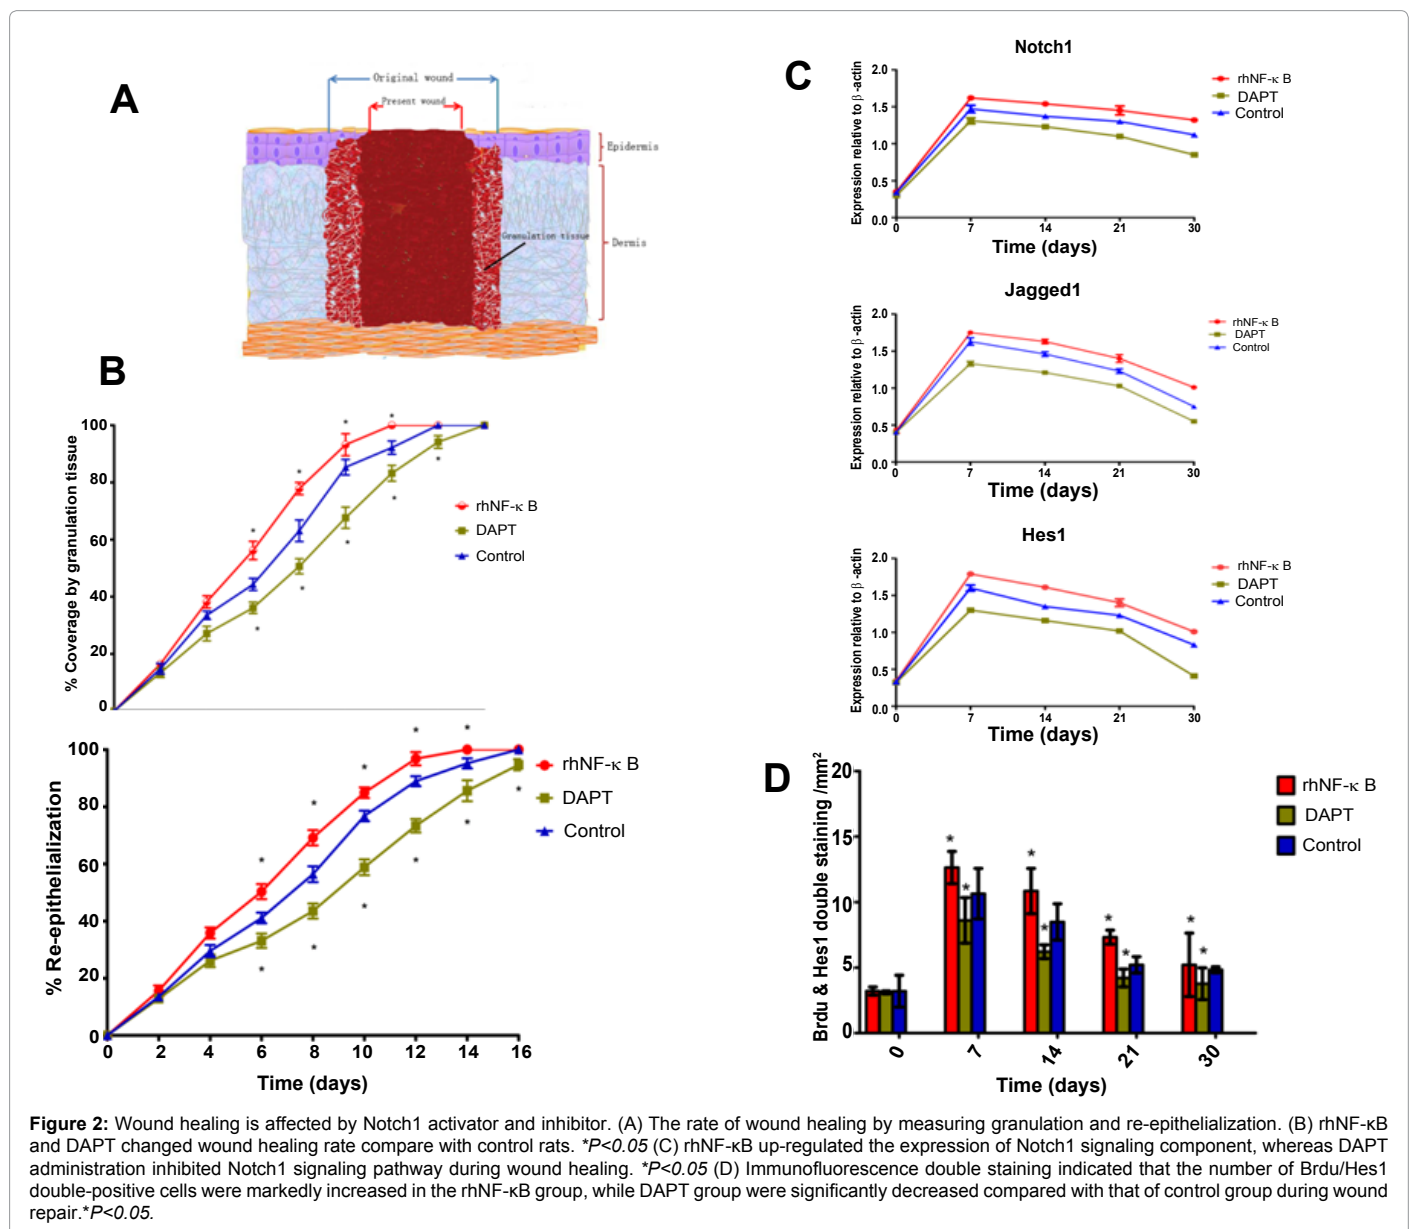 A
Original wound
Present wound
Epidermis
Dermis
Granulation tissue
B
% Coverage by granulation tissue
100
80
60
40
20
0
*
*
*
*
*
*
*
*
*
rhNF-κ B
DAPT
Control
% Re-epithelialization
100
80
60
40
20
0
*
*
*
*
*
*
*
*
*
*
*
0 2 4 6 8 10 12 14 16
Time (days)
rhNF-κ B
DAPT
Control
C
Notch1
Expression relative to β -actin
2.0
1.5
1.0
0.5
0.0
0 7 14 21 30
Time (days)
rhNF-κ B
DAPT
Control
Jagged1
Expression relative to β -actin
2.0
1.5
1.0
0.5
0.0
0 7 14 21 30
Time (days)
rhNF-κ B
DAPT
Control
Hes1
Expression relative to β -actin
2.0
1.5
1.0
0.5
0.0
0 7 14 21 30
Time (days)
rhNF-κ B
DAPT
Control
D
Brdu & Hes1 double staining /mm²
20
15
10
5
0
*
*
*
*
*
*
*
*
0 7 14 21 30
Time (days)
rhNF-κ B
DAPT
Control
Figure 2: Wound healing is affected by Notch1 activator and inhibitor. (A) The rate of wound healing by measuring granulation and re-epithelialization. (B) rhNF-κB
and DAPT changed wound healing rate compare with control rats. *P<0.05 (C) rhNF-κB up-regulated the expression of Notch1 signaling component, whereas DAPT
administration inhibited Notch1 signaling pathway during wound healing. *P<0.05 (D) Immunofluorescence double staining indicated that the number of Brdu/Hes1
double-positive cells were markedly increased in the rhNF-κB group, while DAPT group were significantly decreased compared with that of control group during wound
repair.*P<0.05.